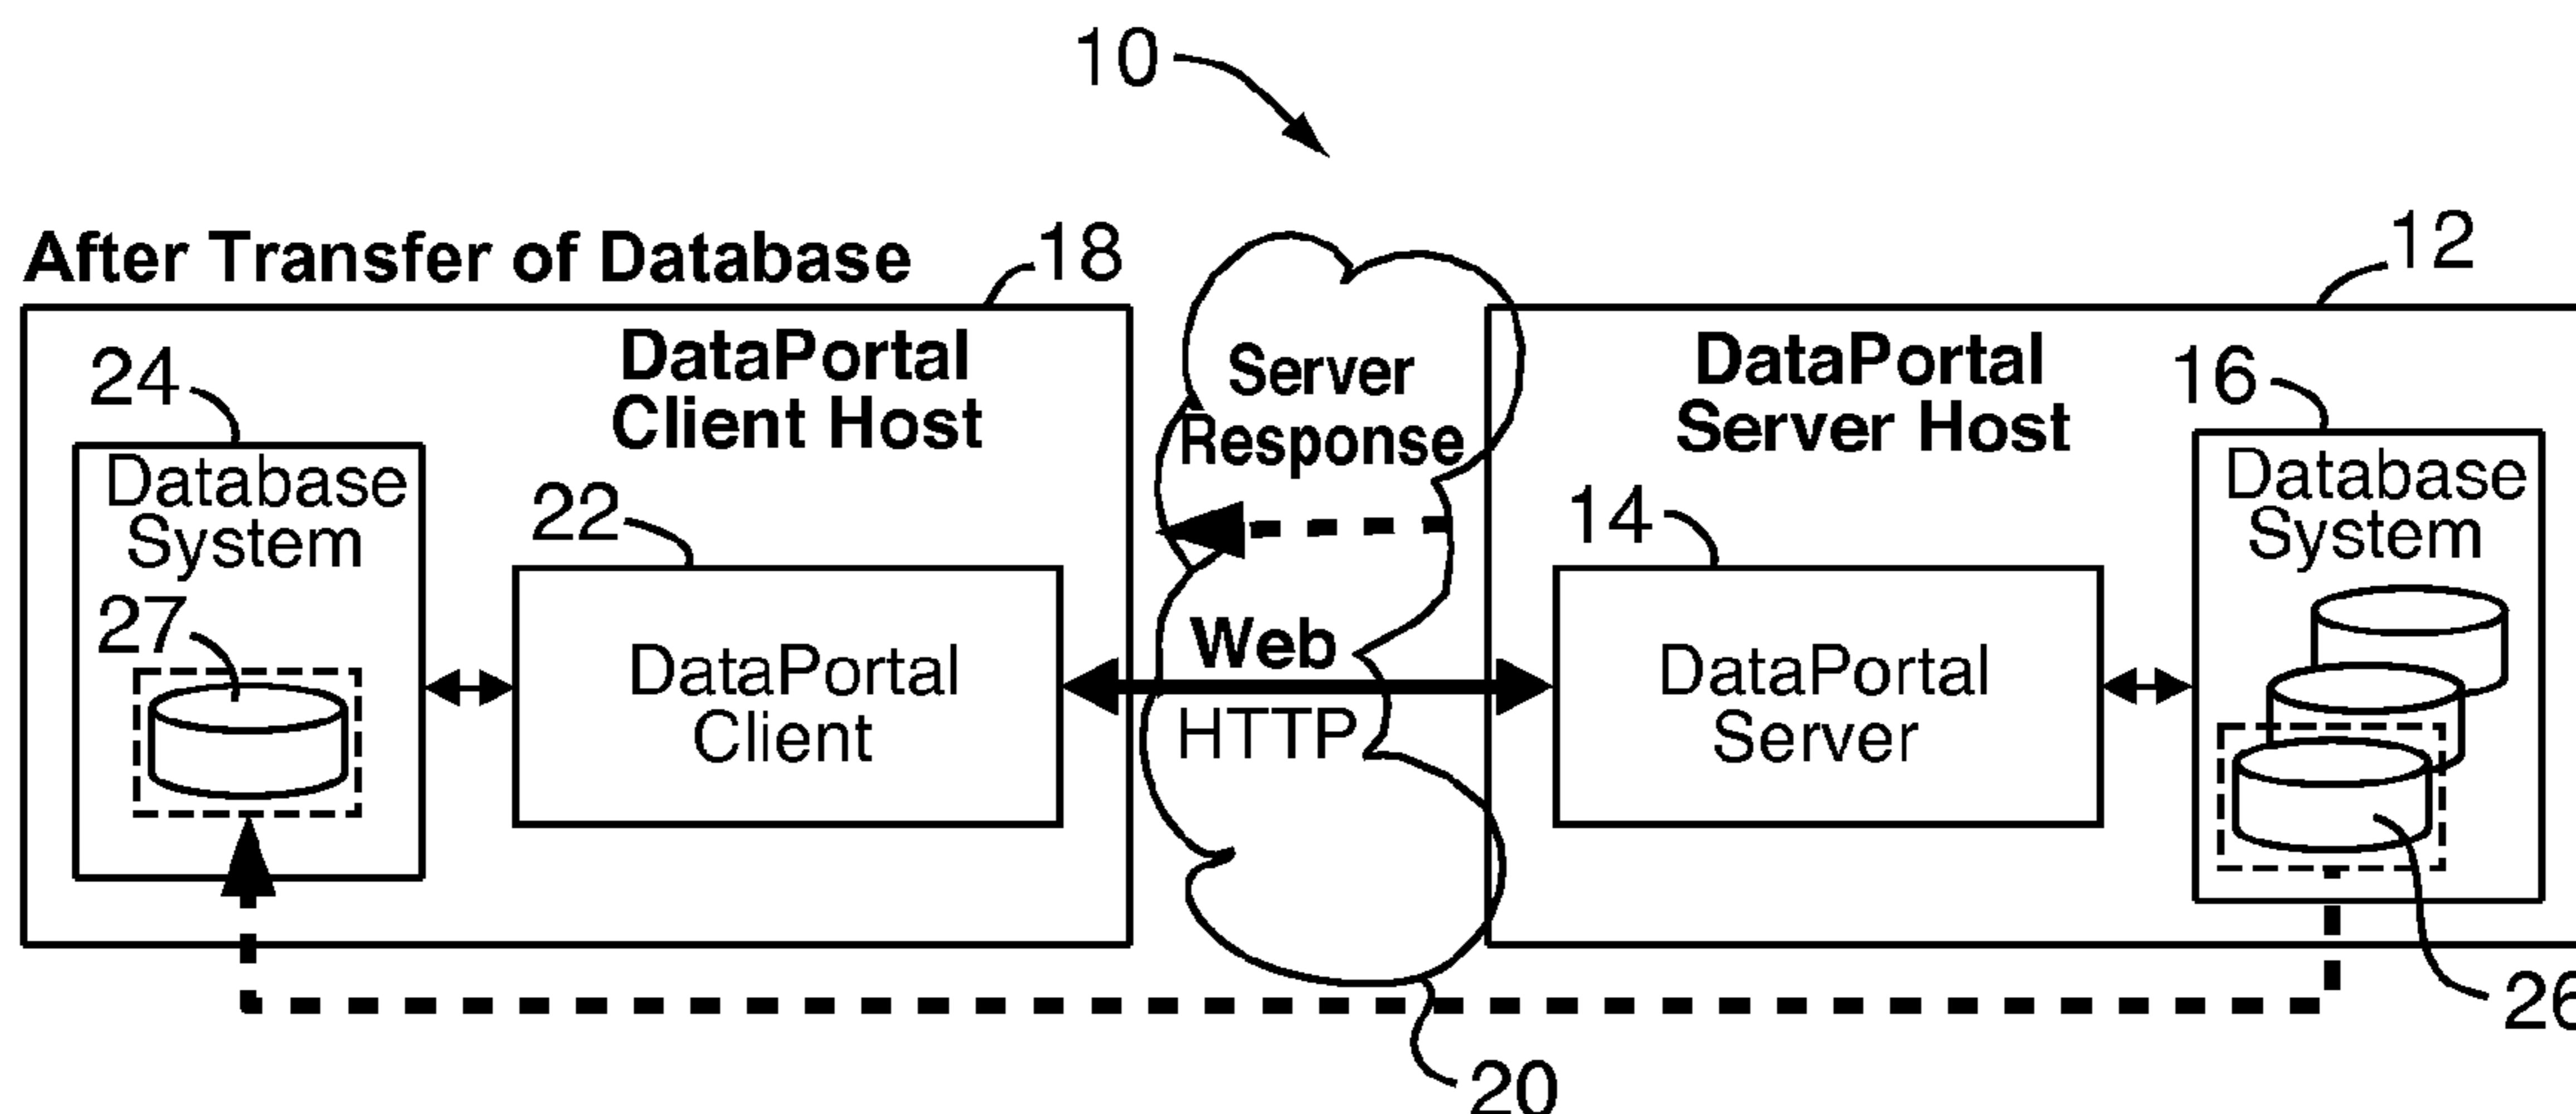 10
After Transfer of Database
18
12
DataPortal
Client Host
Server
Response
DataPortal
Server Host
24
16
Database
System
22
14
Database
System
27
DataPortal
Client
Web
HTTP
DataPortal
Server
26
20